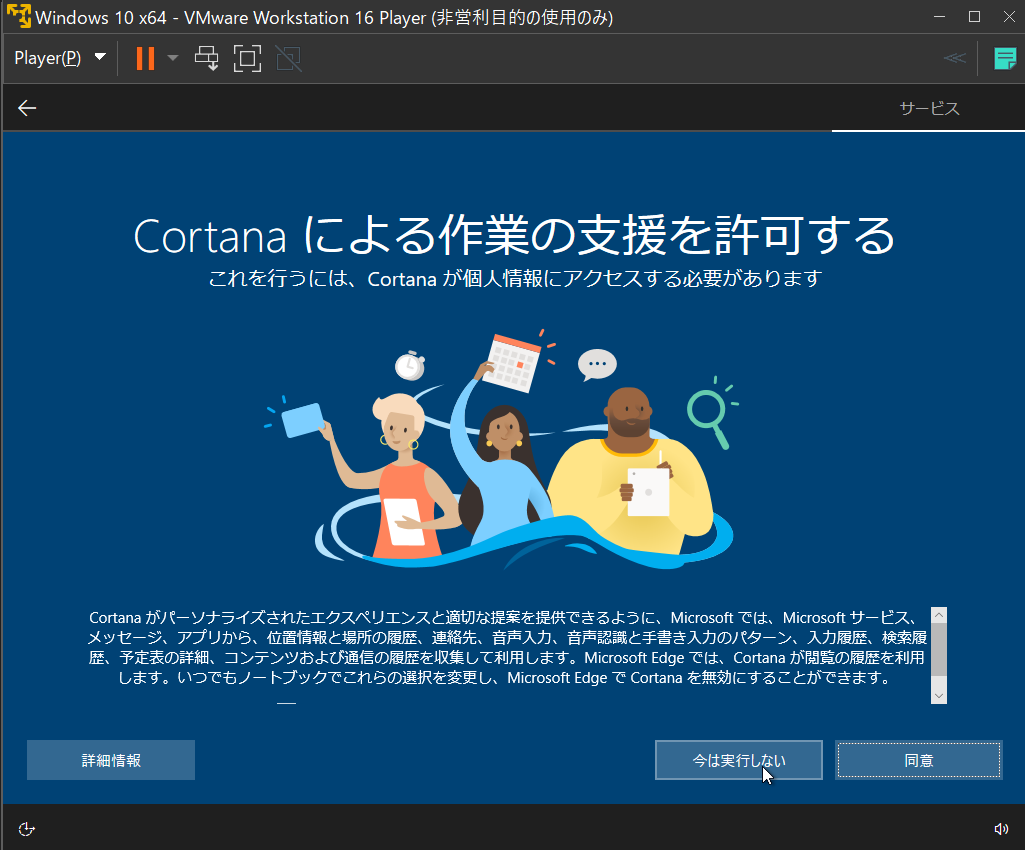 Windows 10 x64 - VMware Workstation 16 Player (非営利目的の使用のみ)
Player(P)
サービス
Cortana による作業の支援を許可する
これを行うには、Cortana が個人情報にアクセスする必要があります
Cortana がパーソナライズされたエクスペリエンスと適切な提案を提供できるように、Microsoft では、Microsoft サービス、
メッセージ、アプリから、位置情報と場所の履歴、連絡先、音声入力、音声認識と手書き入力のパターン、入力履歴、検索履
歴、予定表の詳細、コンテンツおよび通信の履歴を収集して利用します。Microsoft Edge では、Cortana が閲覧の履歴を利用
します。いつでもノートブックでこれらの選択を変更し、Microsoft Edge で Cortana を無効にすることができます。
詳細情報
今は実行しない
同意